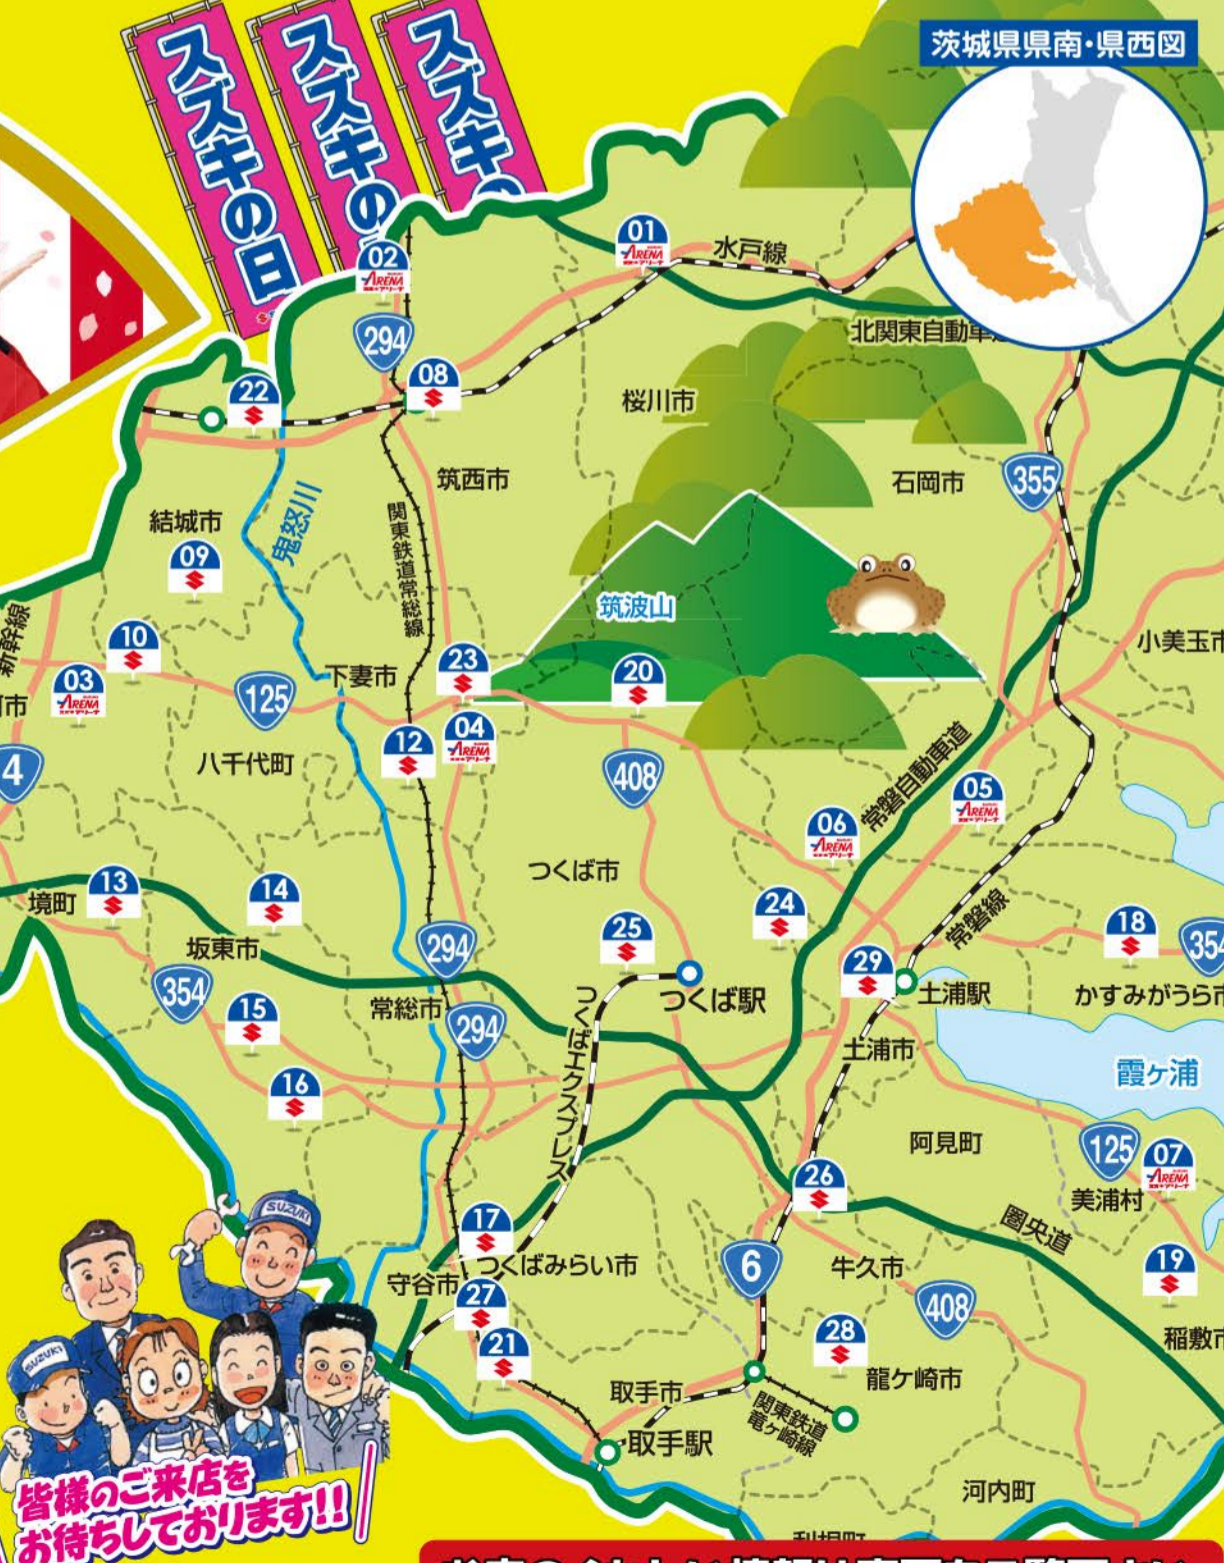 茨城県県南・県西図
スズキの日
スズキの
スズキの
02
ARENA
01
ARENA
水戸線
294
北関東自動車
22
08
桜川市
筑西市
石岡市
355
結城市
鬼怒川
関東鉄道常総線
09
筑波山
新幹線
10
小美玉市
03
ARENA
市
125
下妻市
23
20
12
04
ARENA
4
八千代町
408
常磐自動車道
05
ARENA
06
ARENA
つくば市
境町
13
14
24
常磐線
18
354
坂東市
294
25
29
354
つくば駅
土浦駅
かすみがうら市
15
常総市
294
つくばエクスプレス
土浦市
霞ヶ浦
16
阿見町
125
07
ARENA
美浦村
26
圏央道
SUZUKI
17
つくばみらい市
6
牛久市
19
守谷市
27
408
稲敷市
28
21
SUZUKI
取手市
龍ケ崎市
関東鉄道
竜ヶ崎線
取手駅
河内町
皆様のご来店を
お待ちしております!!
利根町